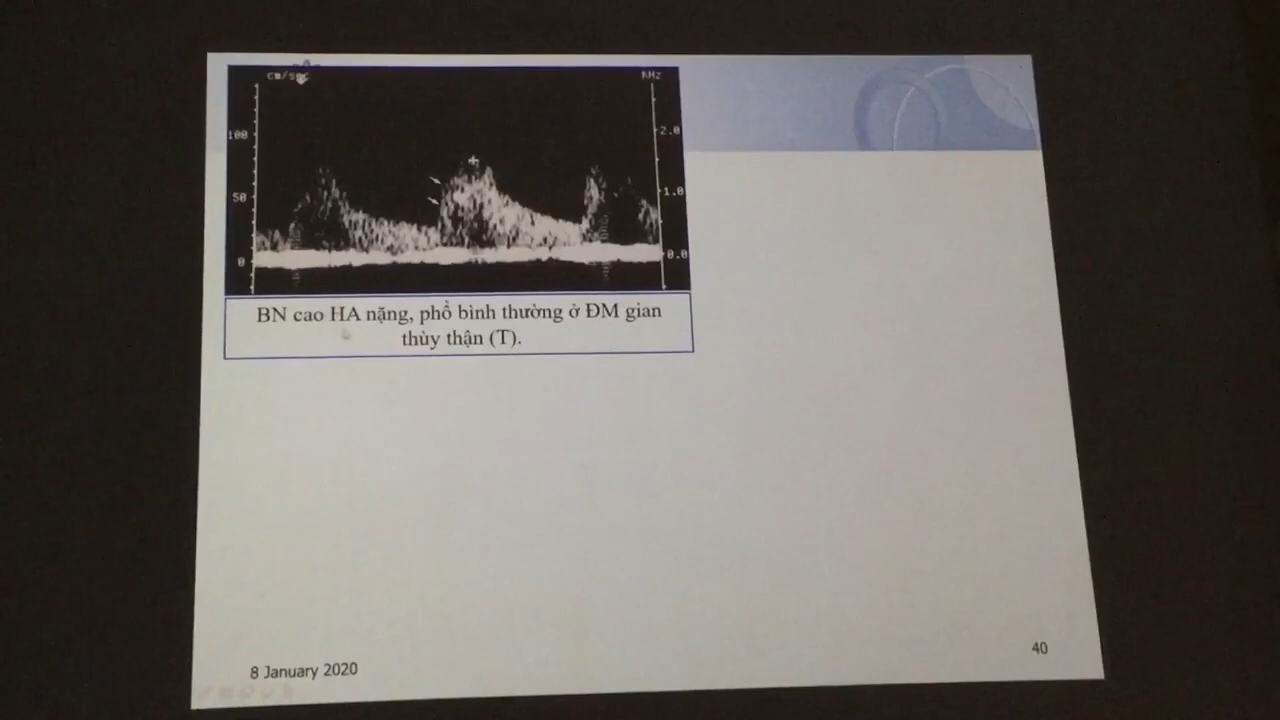 cm/sec
KHz
100
2.0
50
1.0
0
0.0
BN cao HA nặng, phổ bình thường ở ĐM gian
thùy thận (T).
40
8 January 2020